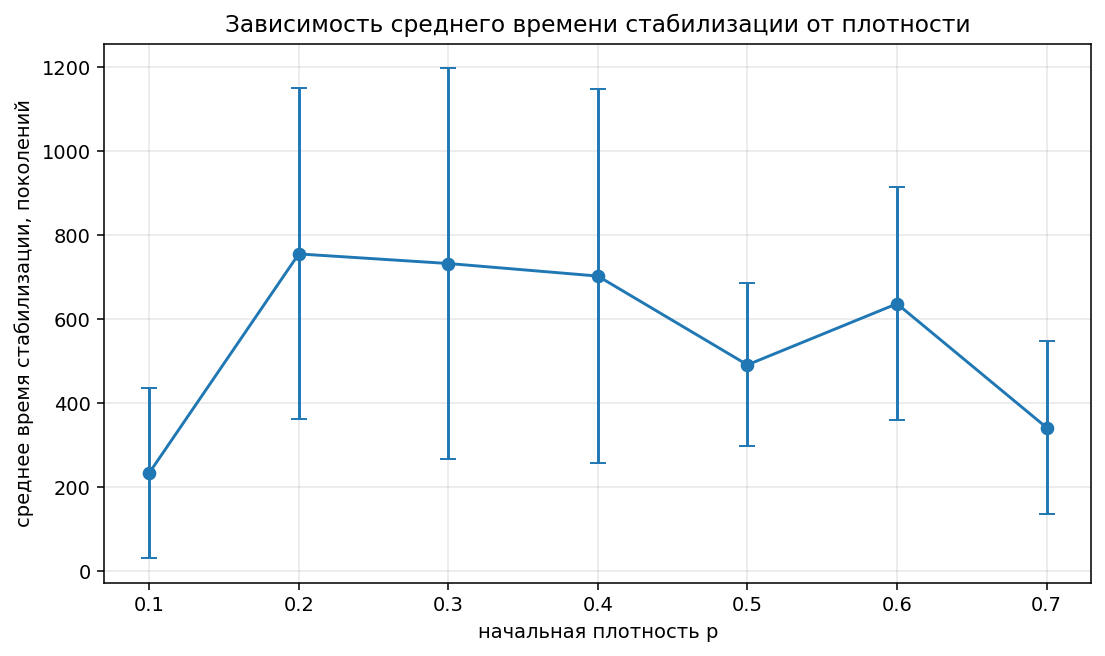 Зависимость среднего времени стабилизации от плотности
среднее время стабилизации, поколений
1200
1000
800
600
400
200
0
0.1 0.2 0.3 0.4 0.5 0.6 0.7
начальная плотность p